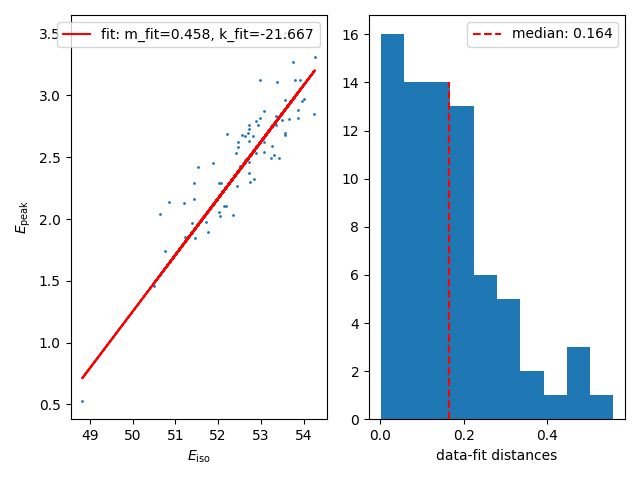 fit: m_fit=0.458, k_fit=-21.667
3.5
3.0
2.5
2.0
1.5
1.0
0.5
E_peak
49 50 51 52 53 54
E_iso
median: 0.164
16
14
12
10
8
6
4
2
0
0.0 0.2 0.4
data-fit distances